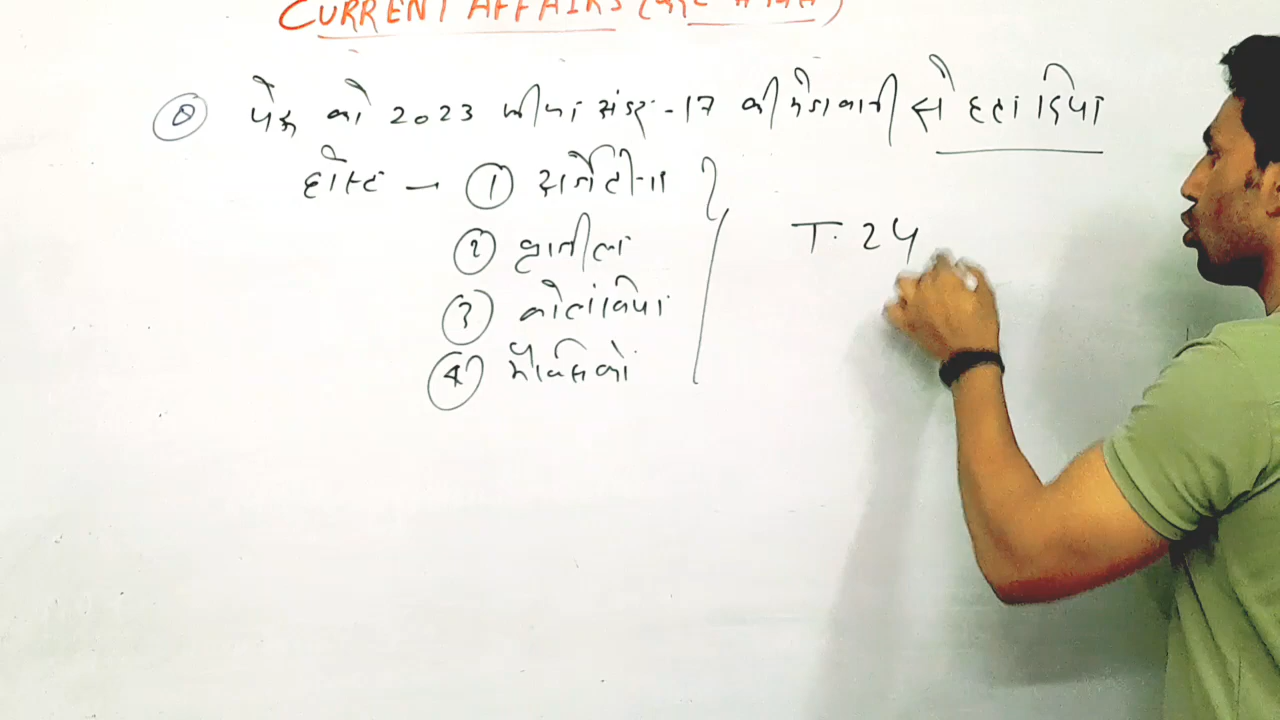 CURRENT AFFAIRS (
पेरू को 2023 फीफा अंडर-17 की मेजबानी से हटा दिया
होस्ट - ① अर्जेंटीना
② ब्राजील
③ कोलंबिया
④ मैक्सिको
T. 24